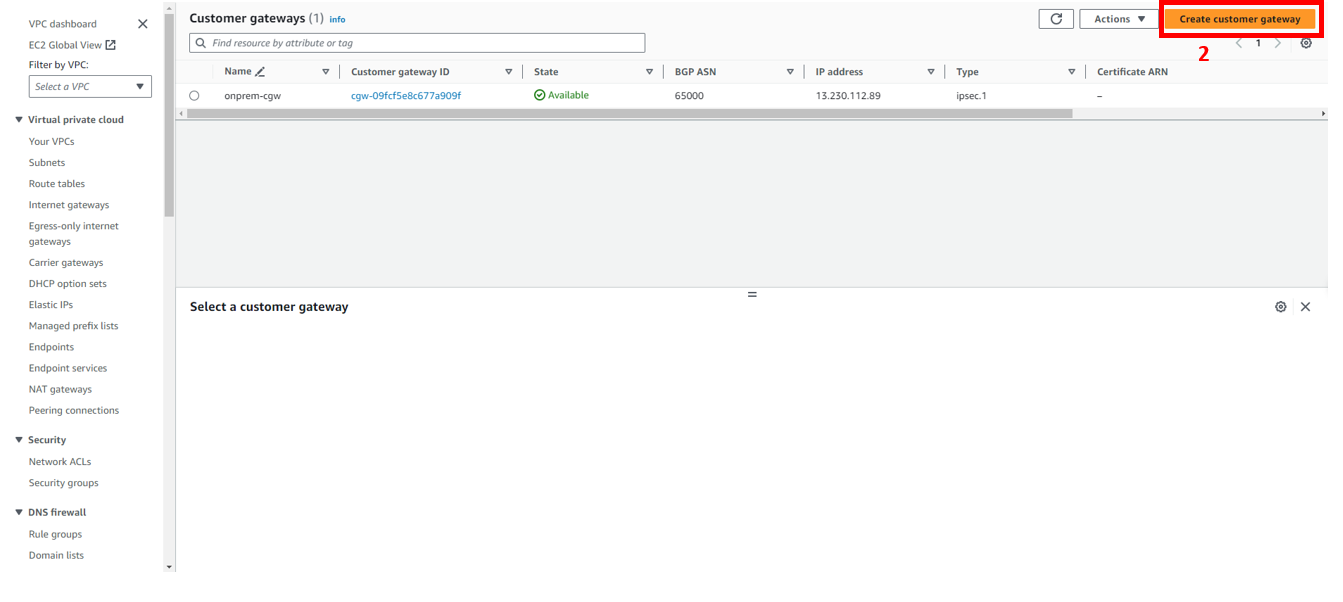 VPC dashboard
EC2 Global View
Filter by VPC:
Select a VPC
Virtual private cloud
Your VPCs
Subnets
Route tables
Internet gateways
Egress-only internet
gateways
Carrier gateways
DHCP option sets
Elastic IPs
Managed prefix lists
Endpoints
Endpoint services
NAT gateways
Peering connections
Security
Network ACLs
Security groups
DNS firewall
Rule groups
Domain lists
Customer gateways (1) info
Actions
Create customer gateway
Find resource by attribute or tag
2
1
Name Customer gateway ID State BGP ASN IP address Type Certificate ARN
onprem-cgw cgw-09fcf5e8c677a909f Available 65000 13.230.112.89 ipsec.1 –
Select a customer gateway